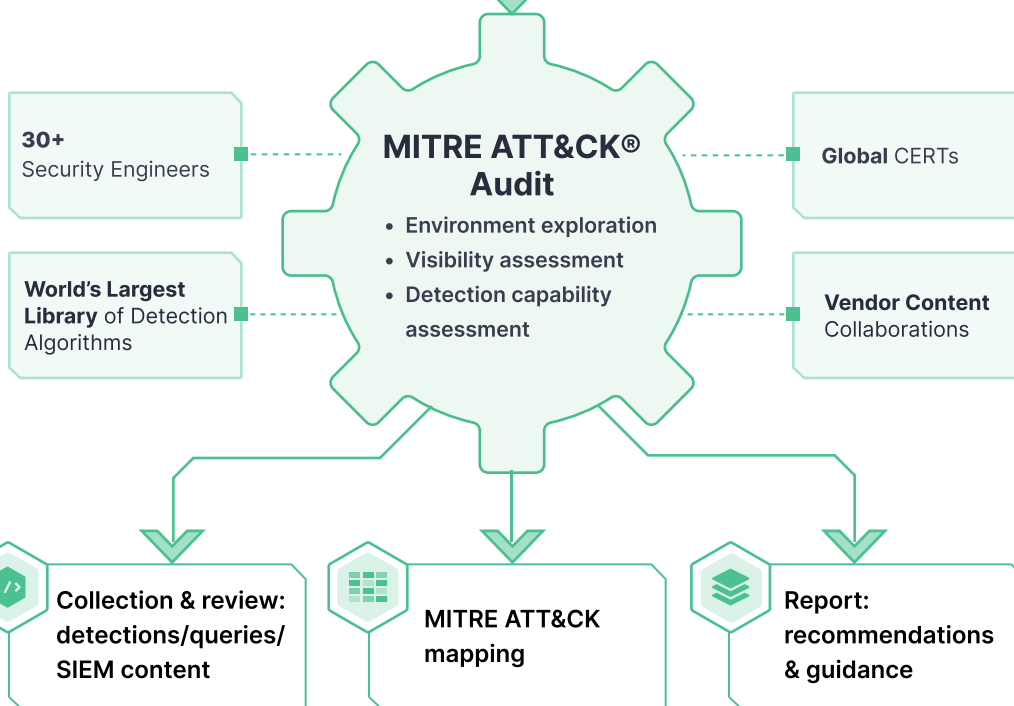 30+
Security Engineers
World's Largest
Library of Detection
Algorithms
MITRE ATT&CK®
Audit
• Environment exploration
• Visibility assessment
• Detection capability
assessment
Global CERTs
Vendor Content
Collaborations
Collection & review:
detections/queries/
SIEM content
MITRE ATT&CK
mapping
Report:
recommendations
& guidance